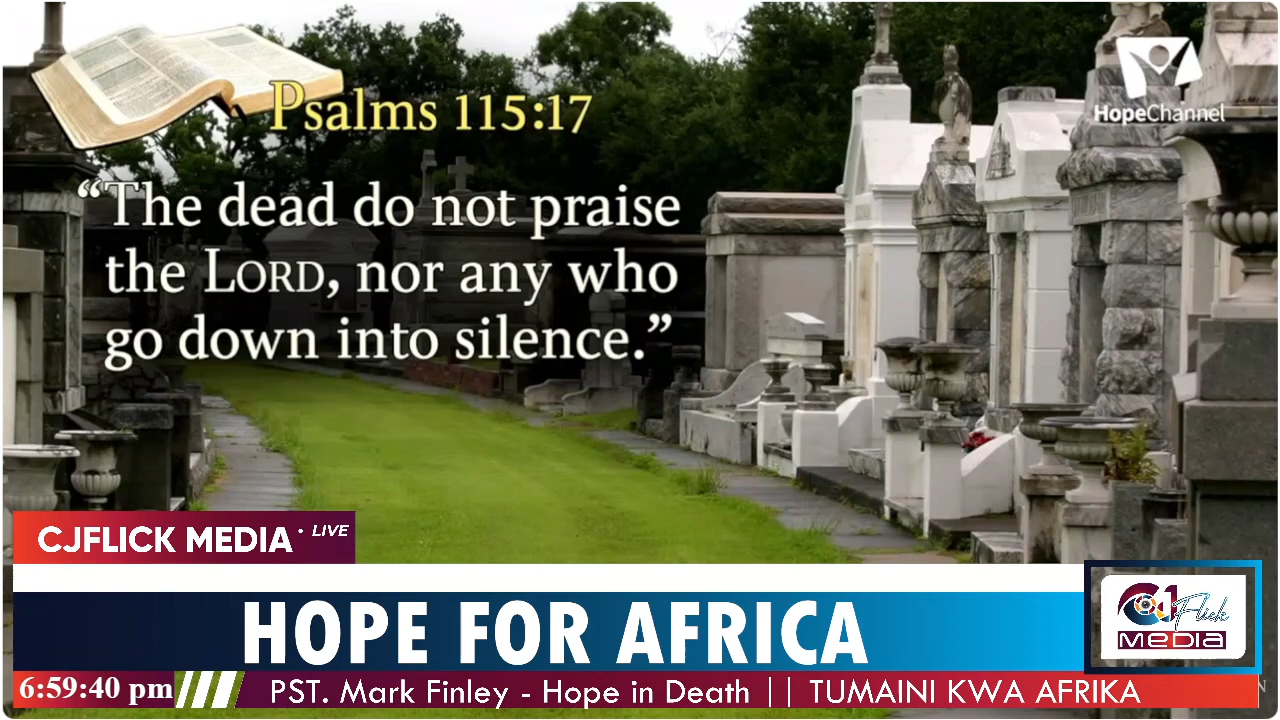 Psalms 115:17
HopeChannel
“The dead do not praise
the LORD, nor any who
go down into silence.”
CJFLICK MEDIA • LIVE
HOPE FOR AFRICA
Flick
MEDIA
6:59:40 pm
PST. Mark Finley - Hope in Death || TUMAINI KWA AFRIKA